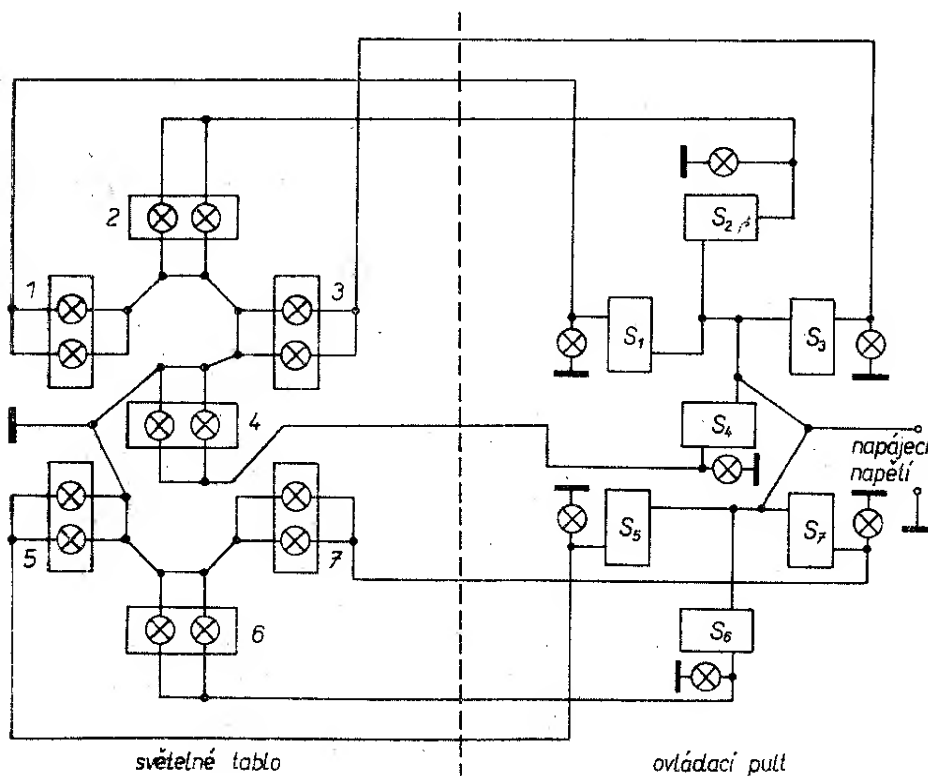 2
1
3
4
5
7
6
S2
S1
S3
S4
S5
S7
S6
napájecí
napětí
světelné tablo
ovládací pult